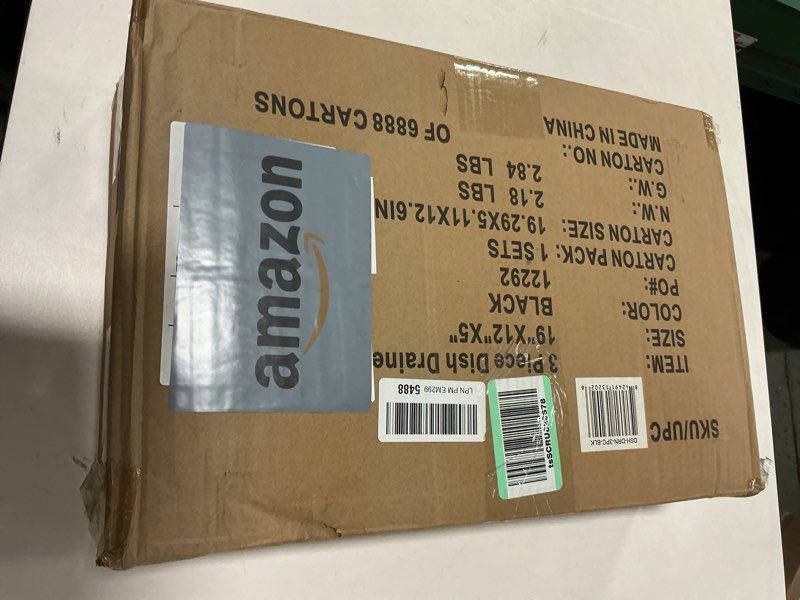 SKU/UPC
DSH-DRN-3PC-BLK
LPN PM EM299
5488
ITEM: 3 Piece Dish Draine
SIZE: 19"X12"X5"
COLOR: BLACK
PO#: 12292
CARTON PACK: 1 SETS
CARTON SIZE: 19.29X5.11X12.6IN
N.W.: 2.18 LBS
G.W.: 2.84 LBS
CARTON NO.: OF 6888 CARTONS
MADE IN CHINA
amazon